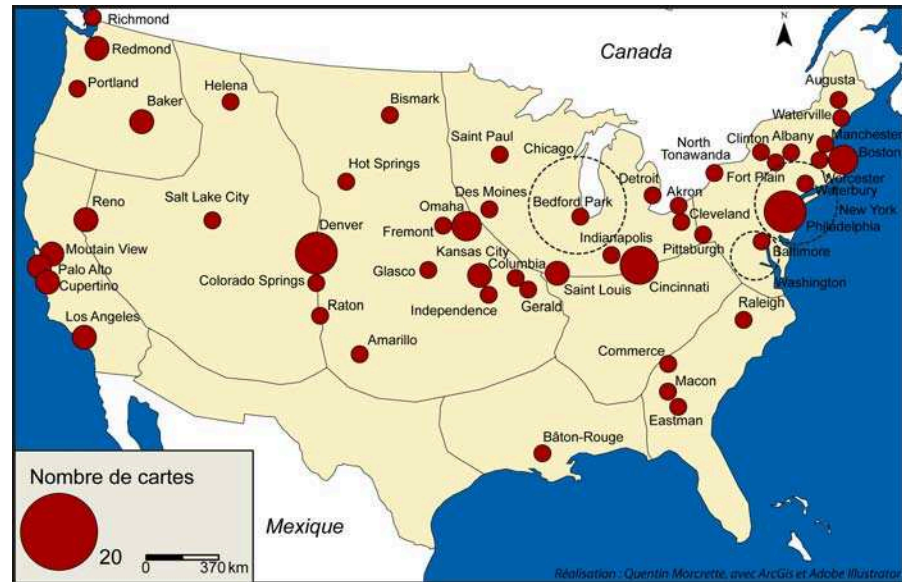 Richmond
Canada
N
Redmond
Augusta
Portland
Helena
Bismark
Waterville
Baker
Saint Paul
Chicago
North
Tonawanda
Clinton
Albany
Manchester
Boston
Hot Springs
Detroit
Fort Plain
Worcester
Salt Lake City
Des Moines
Akron
Watterbury
Reno
Omaha
Bedford Park
Cleveland
New York
Denver
Fremont
Philadelphia
Moutain View
Kansas City
Indianapolis
Pittsburgh
Baltimore
Palo Alto
Glasco
Columbia
Washington
Cupertino
Colorado Springs
Saint Louis
Cincinnati
Independence
Gerald
Raleigh
Los Angeles
Raton
Amarillo
Commerce
Macon
Eastman
Bâton-Rouge
Nombre de cartes
20
0 370 km
Mexique
Réalisation : Quentin Morcrette, avec ArcGis et Adobe Illustrator